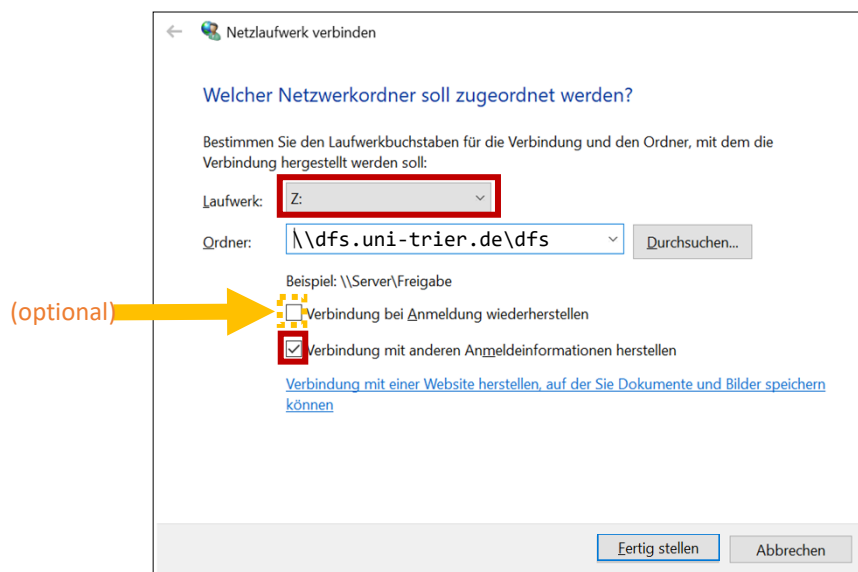 Netzlaufwerk verbinden
Welcher Netzwerkordner soll zugeordnet werden?
Bestimmen Sie den Laufwerkbuchstaben für die Verbindung und den Ordner, mit dem die
Verbindung hergestellt werden soll:
Laufwerk: Z:
Ordner: \\dfs.uni-trier.de\dfs Durchsuchen...
Beispiel: \\Server\Freigabe
(optional) Verbindung bei Anmeldung wiederherstellen
Verbindung mit anderen Anmeldeinformationen herstellen
Verbindung mit einer Website herstellen, auf der Sie Dokumente und Bilder speichern
können
Fertig stellen Abbrechen